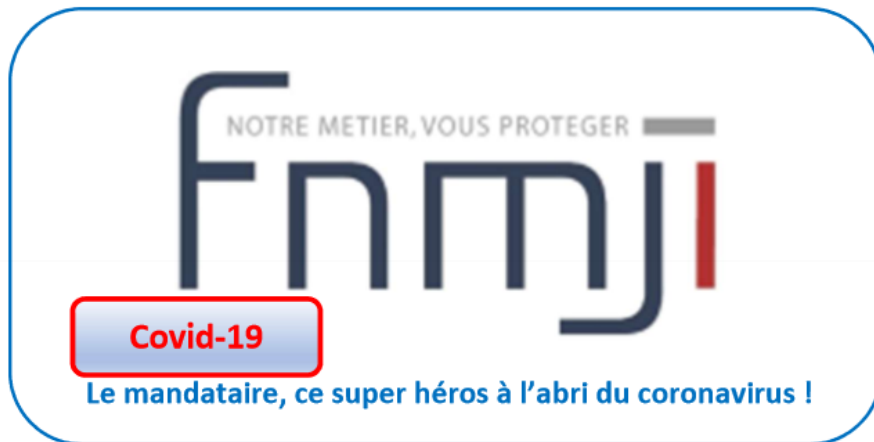 NOTRE METIER, VOUS PROTEGER
fnmji
Covid-19
Le mandataire, ce super héros à l’abri du coronavirus !